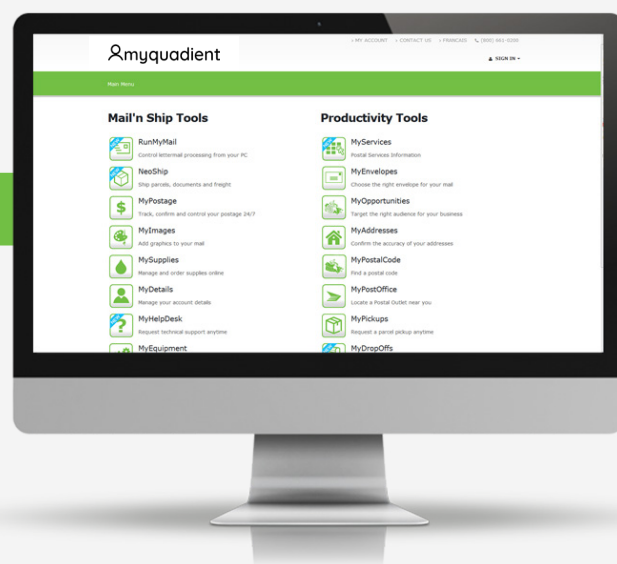 › MY ACCOUNT › CONTACT US › FRANÇAIS (800) 661-0200
myquadient
SIGN IN
Main Menu
Mail'n Ship Tools
RunMyMail
Control lettermail processing from your PC
NeoShip
Ship parcels, documents and freight
MyPostage
Track, confirm and control your postage 24/7
MyImages
Add graphics to your mail
MySupplies
Manage and order supplies online
MyDetails
Manage your account details
MyHelpDesk
Request technical support anytime
MyEquipment
Productivity Tools
MyServices
Postal Services Information
MyEnvelopes
Choose the right envelope for your mail
MyOpportunities
Target the right audience for your business
MyAddresses
Confirm the accuracy of your addresses
MyPostalCode
Find a postal code
MyPostOffice
Locate a Postal Outlet near you
MyPickups
Request a parcel pickup anytime
MyDropOffs